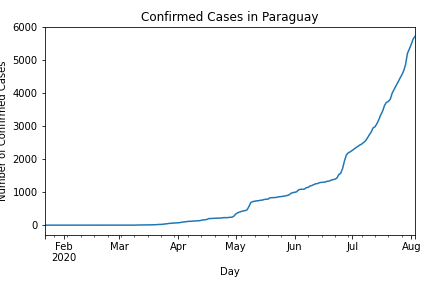 Confirmed Cases in Paraguay
Number of Confirmed Cases
6000
5000
4000
3000
2000
1000
0
Feb Mar Apr May Jun Jul Aug
2020
Day